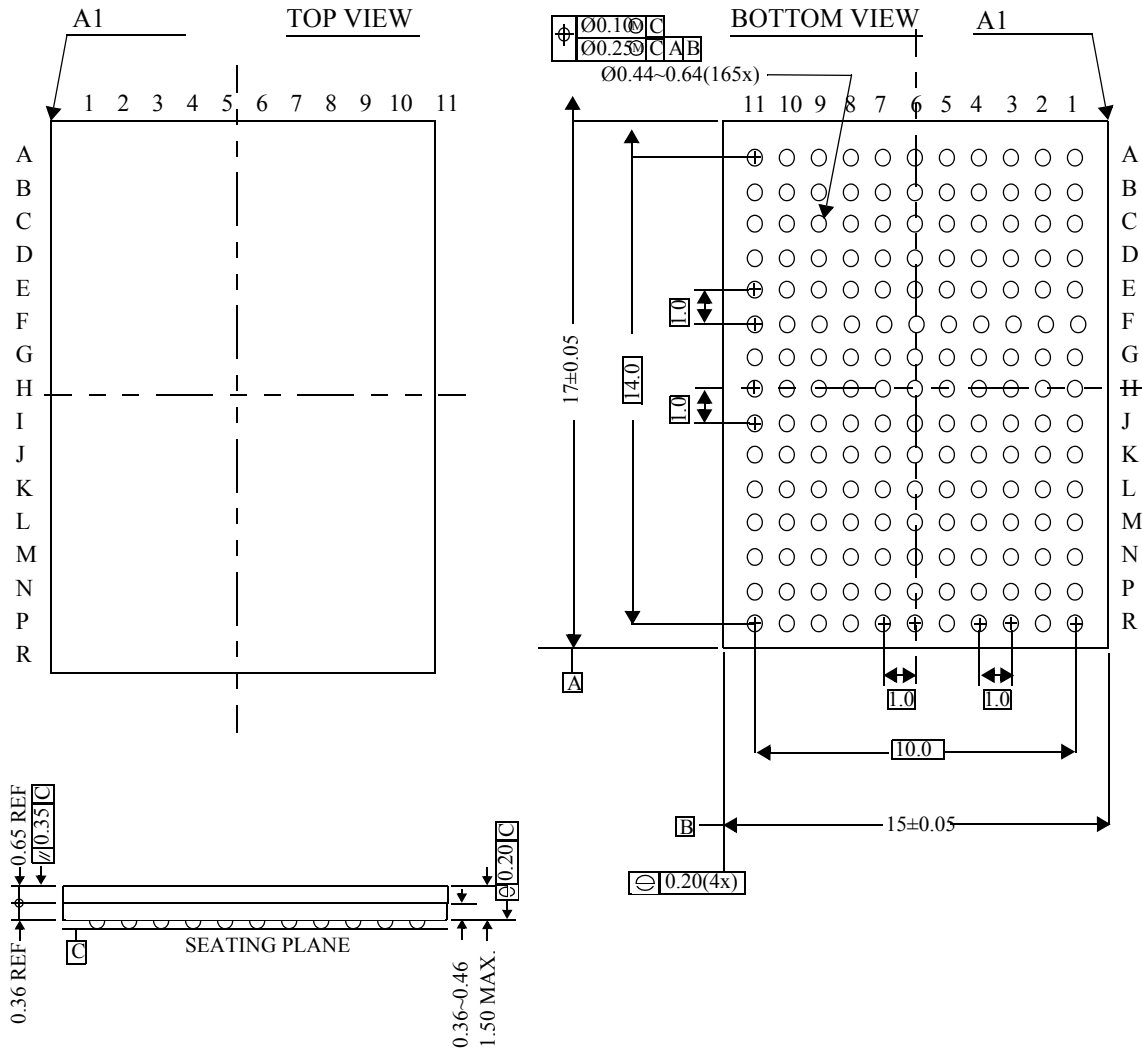 A1
TOP VIEW
1 2 3 4 5 6 7 8 9 10 11
A
B
C
D
E
F
G
H
I
J
K
L
M
N
P
R
BOTTOM VIEW
A1
Ø0.10Ⓜ C
Ø0.25Ⓜ C A B
Ø0.44~0.64(165x)
11 10 9 8 7 6 5 4 3 2 1
A
B
C
D
E
F
G
H
J
K
L
M
N
P
R
1.0
1.0
17±0.05
14.0
A
1.0
1.0
10.0
B
15±0.05
0.20(4x)
0.65 REF
// 0.35 C
0.20 C
C
SEATING PLANE
0.36 REF
0.36~0.46
1.50 MAX.